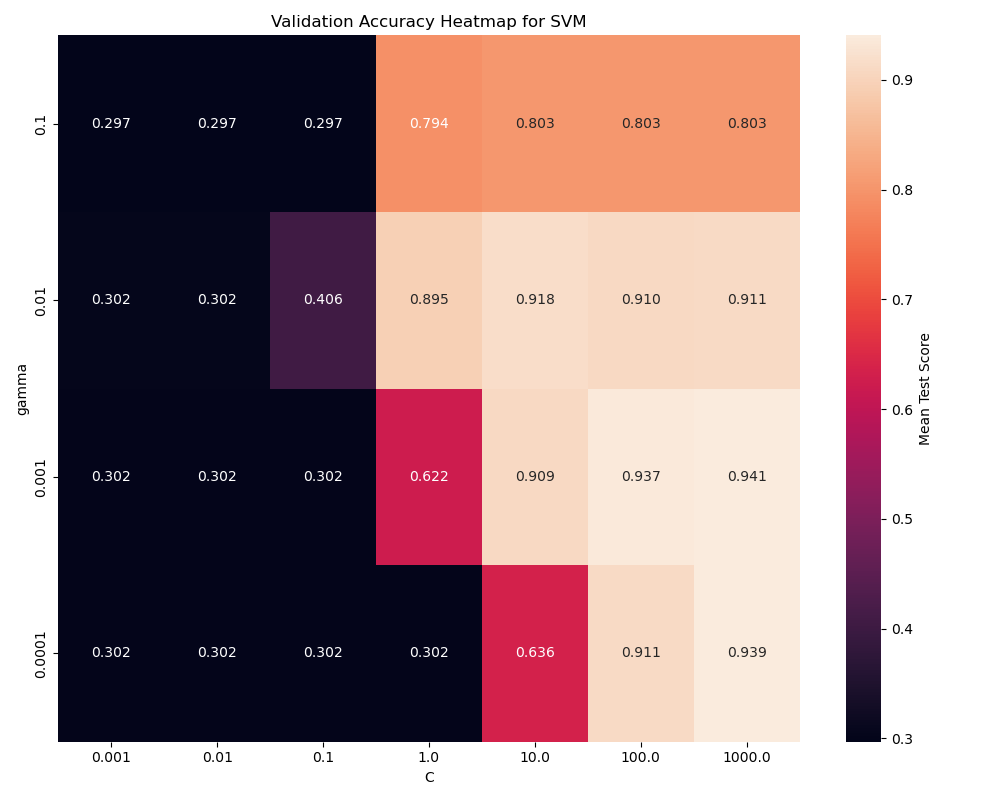 Validation Accuracy Heatmap for SVM
0.1 0.297 0.297 0.297 0.794 0.803 0.803 0.803
0.01 0.302 0.302 0.406 0.895 0.918 0.910 0.911
0.001 0.302 0.302 0.302 0.622 0.909 0.937 0.941
0.0001 0.302 0.302 0.302 0.302 0.636 0.911 0.939
gamma
0.001 0.01 0.1 1.0 10.0 100.0 1000.0
C
0.9
0.8
0.7
0.6
0.5
0.4
0.3
Mean Test Score